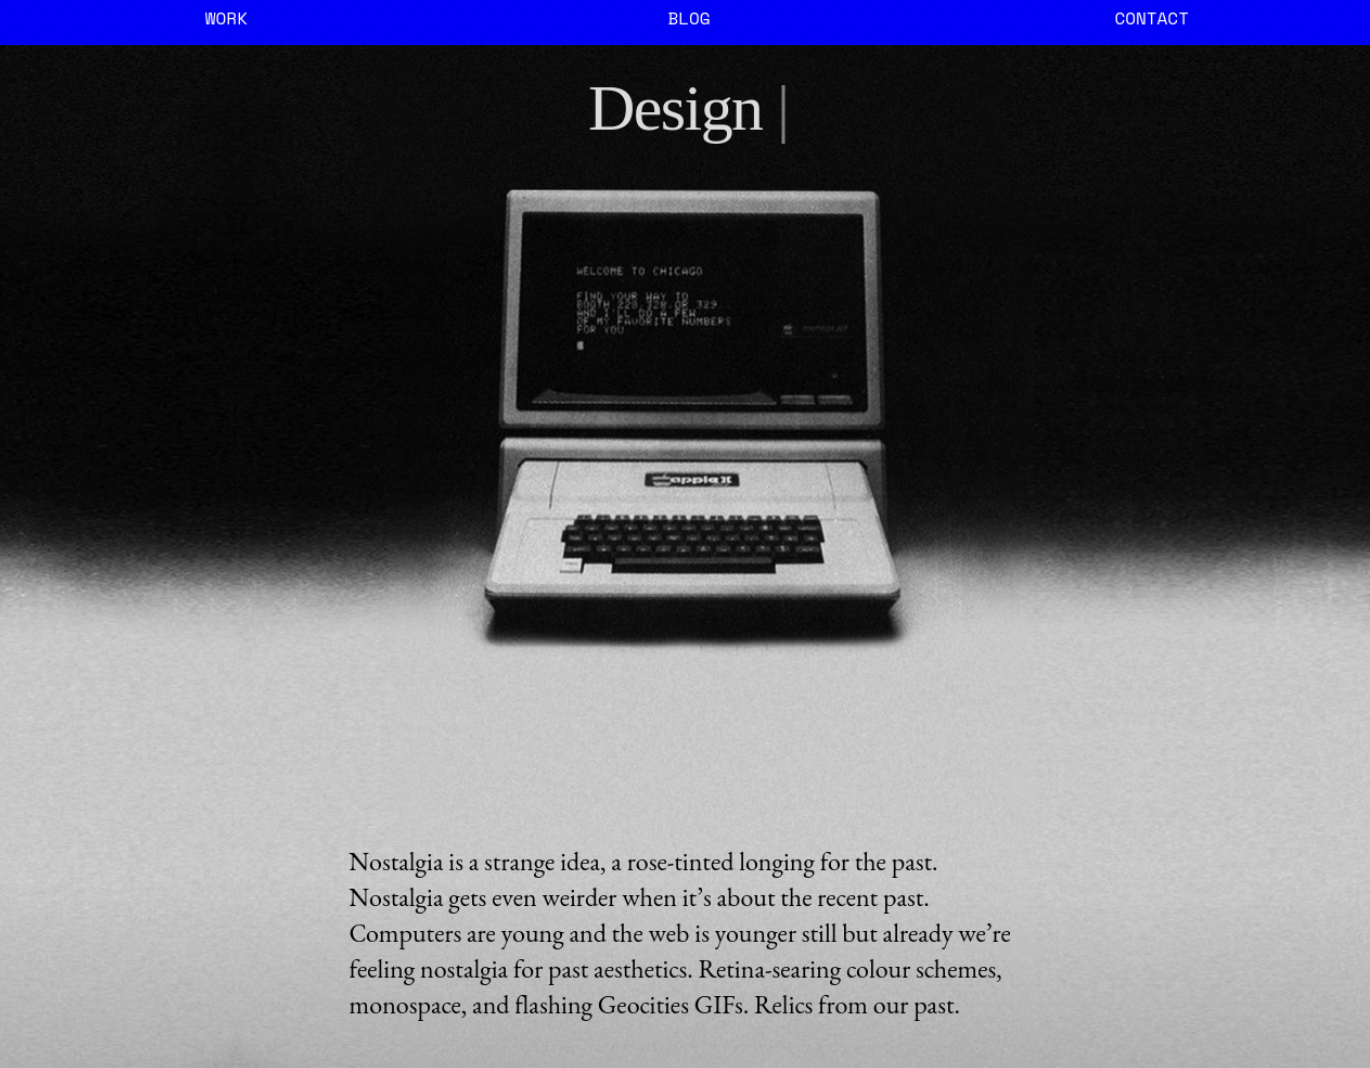 WORK
BLOG
CONTACT
Design
WELCOME TO CHICAGO
FIND YOUR WAY TO
BOOTH 228,328,OR 329
AND I'LL DO A FEW
OF MY FAVORITE NUMBERS
FOR YOU
apple ][
Nostalgia is a strange idea, a rose-tinted longing for the past.
Nostalgia gets even weirder when it’s about the recent past.
Computers are young and the web is younger still but already we’re
feeling nostalgia for past aesthetics. Retina-searing colour schemes,
monospace, and flashing Geocities GIFs. Relics from our past.